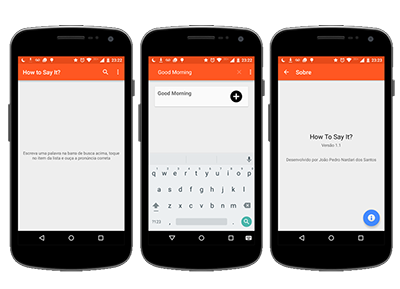 23:22
How to Say It?
Escreva uma palavra na barra de busca acima, toque
no item da lista e ouça a pronúncia correta
23:22
Good Morning
Good Morning
q w e r t y u i o p
a s d f g h j k l
z x c v b n m
?123 , .
23:22
Sobre
How To Say It?
Versão 1.1
Desenvolvido por João Pedro Nardari dos Santos